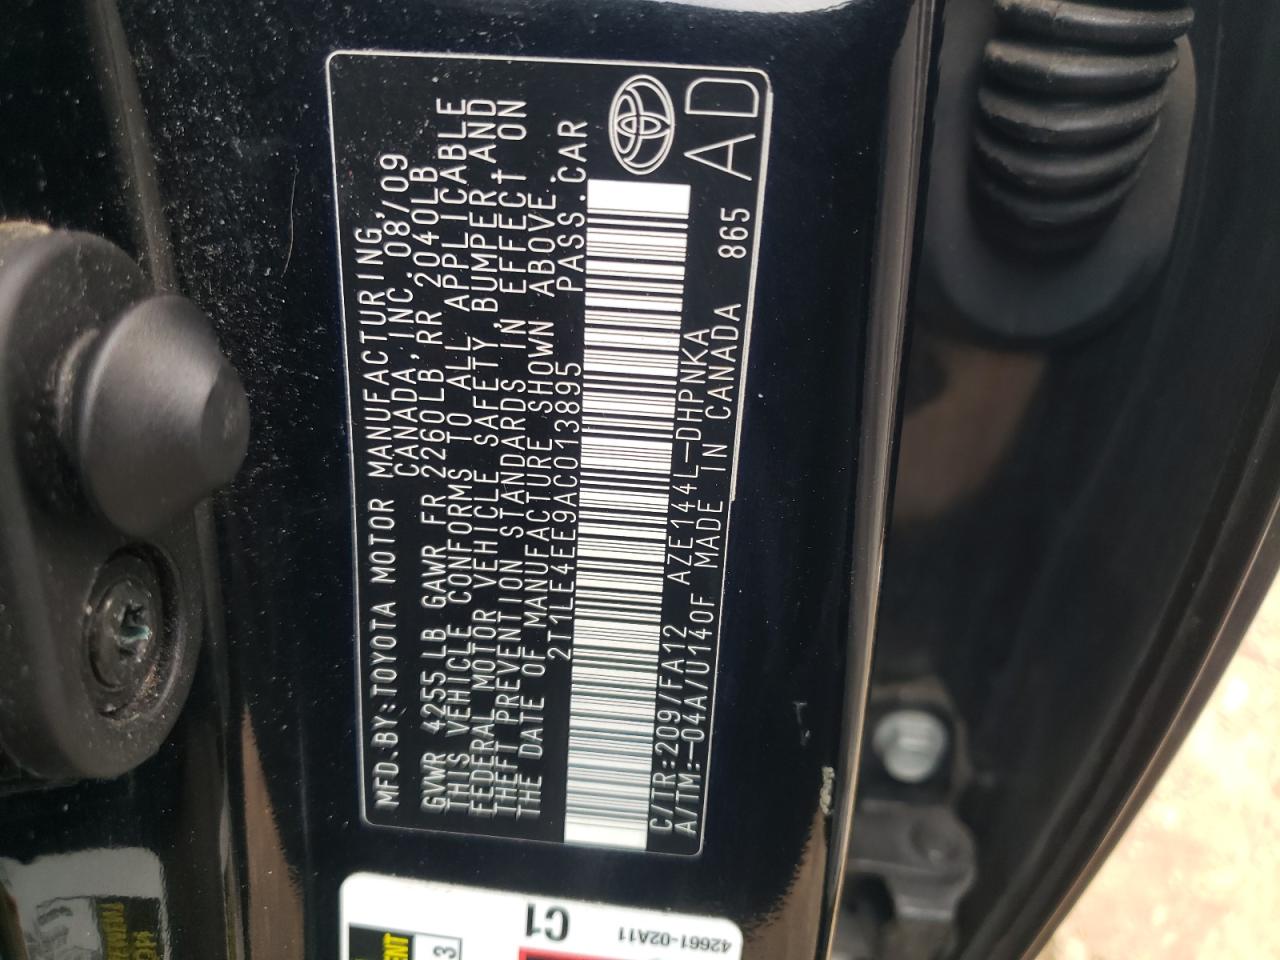 MFD.BY:TOYOTA MOTOR MANUFACTURING,
CANADA, INC. 08/09
GVWR 4255LB GAWR FR 2260LB, RR 2040LB
THIS VEHICLE CONFORMS TO ALL APPLICABLE
FEDERAL MOTOR VEHICLE SAFETY, BUMPER, AND
THEFT PREVENTION STANDARDS IN EFFECT ON
THE DATE OF MANUFACTURE SHOWN ABOVE.
2T1LE4EE9AC013895 PASS.CAR
C/TR:209/FA12 AZE144L-DHPNKA
A/TM:-04A/U140F MADE IN CANADA 865
AD
C1
42661-02A11
3